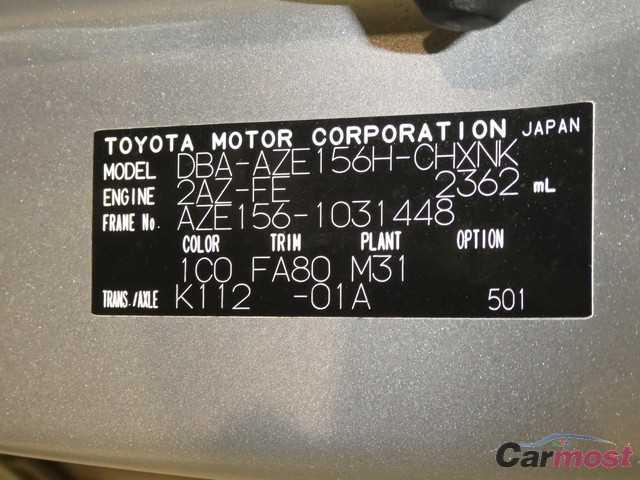 TOYOTA MOTOR CORPORATION JAPAN
MODEL DBA-AZE156H-CHXNK
ENGINE 2AZ-FE 2362 mL
FRAME No. AZE156-1031448
COLOR TRIM PLANT OPTION
1C0 FA80 M31
TRANS./AXLE K112 -01A 501
Carmost